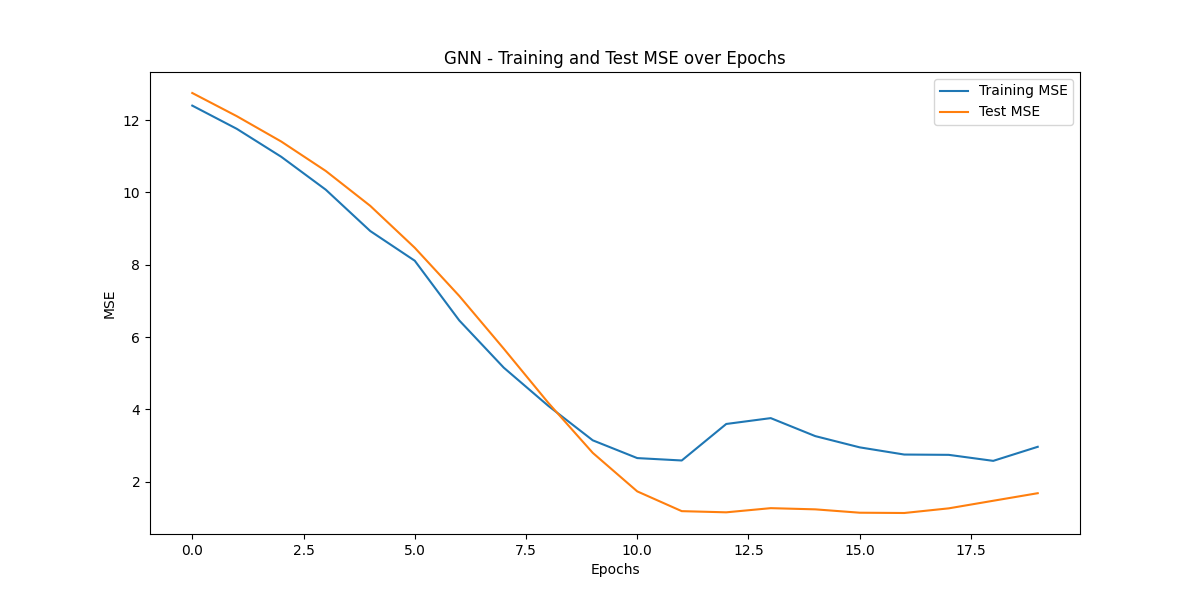 GNN - Training and Test MSE over Epochs
Training MSE
Test MSE
12
10
8
6
4
2
MSE
0.0 2.5 5.0 7.5 10.0 12.5 15.0 17.5
Epochs